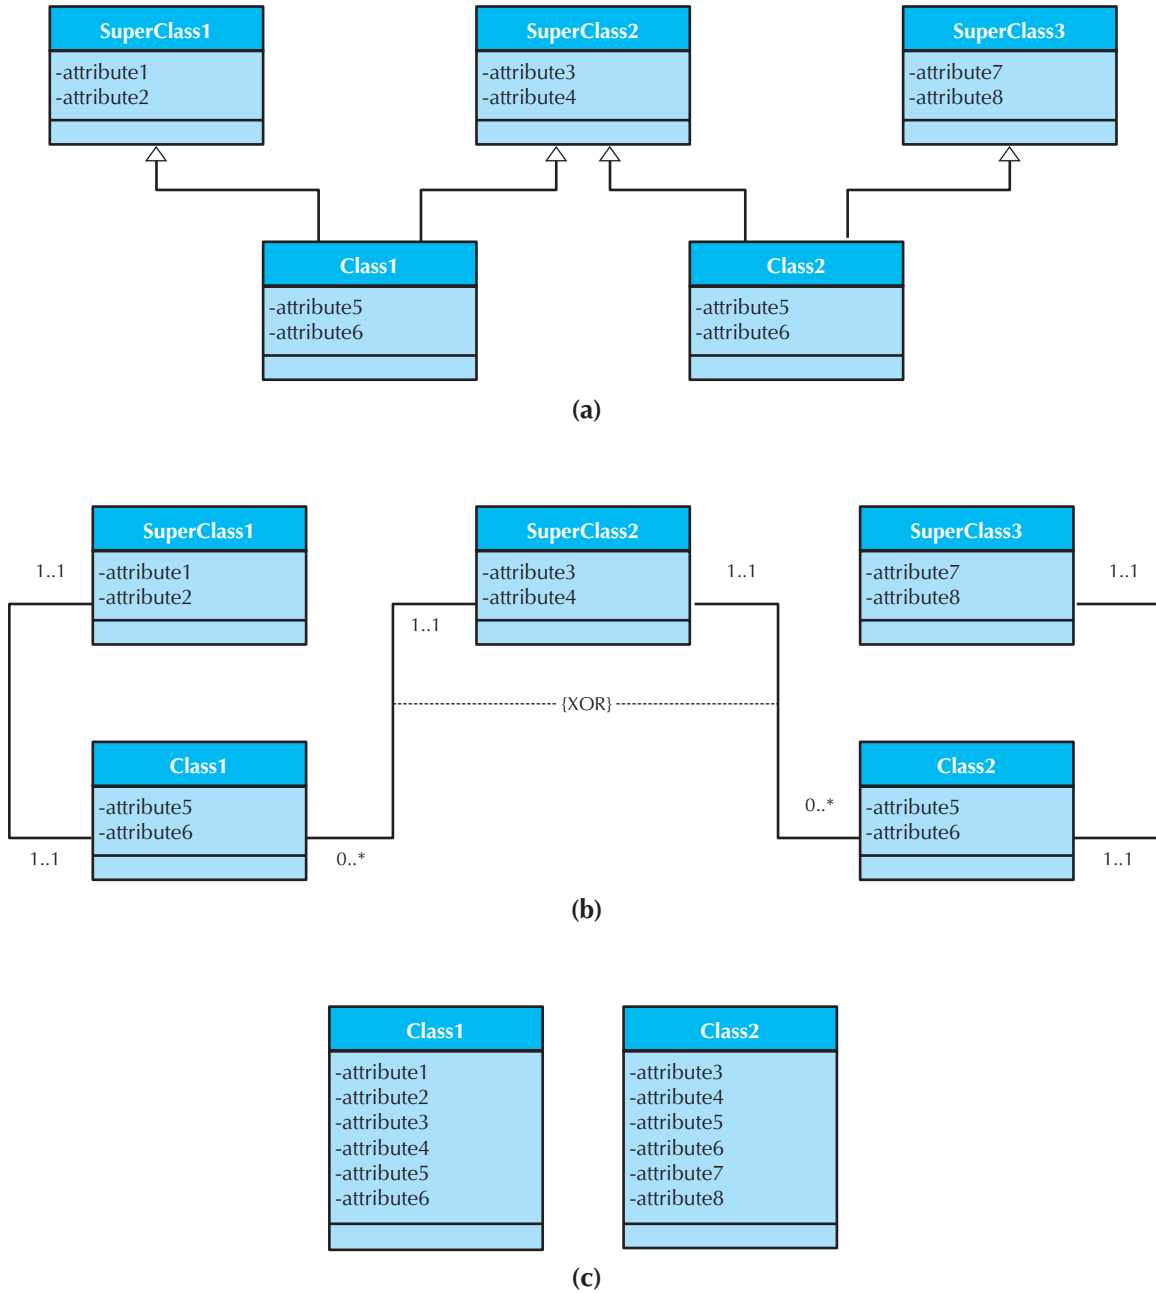 SuperClass1
-attribute1
-attribute2
SuperClass2
-attribute3
-attribute4
SuperClass3
-attribute7
-attribute8
Class1
-attribute5
-attribute6
Class2
-attribute5
-attribute6
(a)
SuperClass1
-attribute1
-attribute2
SuperClass2
-attribute3
-attribute4
SuperClass3
-attribute7
-attribute8
1..1
1..1
1..1
1..1
{XOR}
Class1
-attribute5
-attribute6
Class2
-attribute5
-attribute6
1..1
0..*
0..*
1..1
(b)
Class1
-attribute1
-attribute2
-attribute3
-attribute4
-attribute5
-attribute6
Class2
-attribute3
-attribute4
-attribute5
-attribute6
-attribute7
-attribute8
(c)